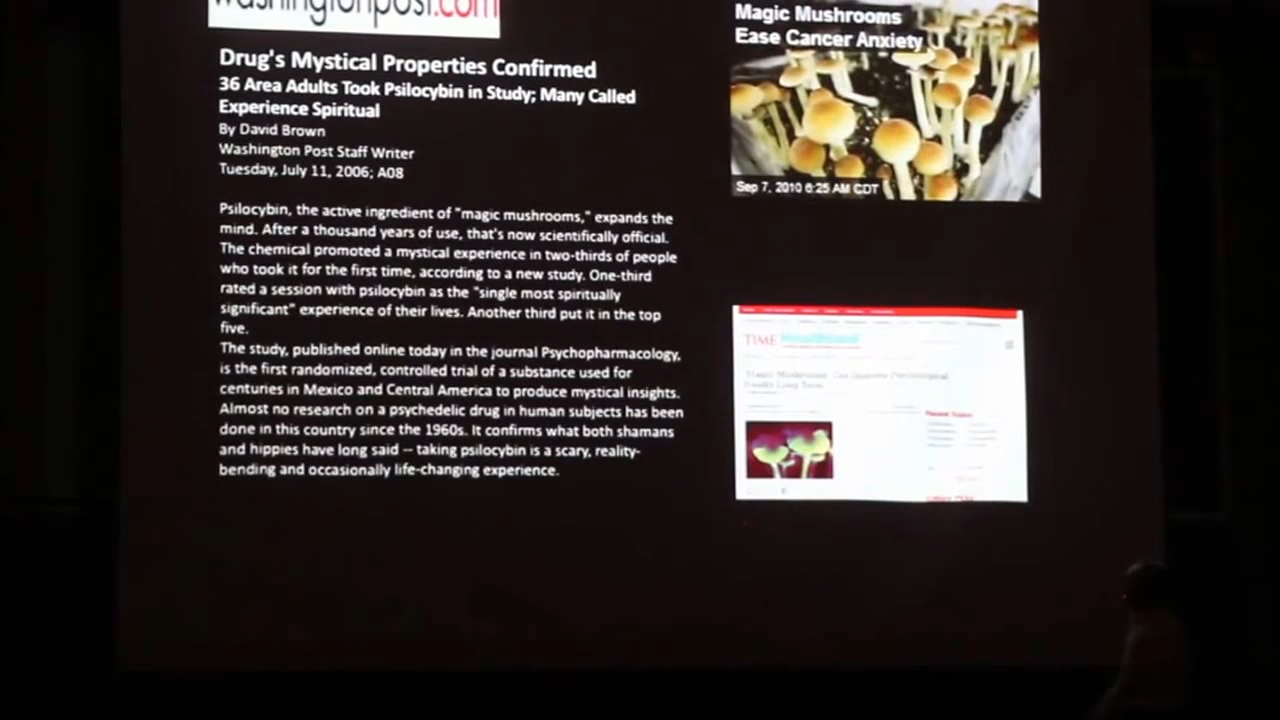 washingtonpost.com
Drug's Mystical Properties Confirmed
36 Area Adults Took Psilocybin in Study; Many Called
Experience Spiritual
By David Brown
Washington Post Staff Writer
Tuesday, July 11, 2006; A08
Psilocybin, the active ingredient of "magic mushrooms," expands the
mind. After a thousand years of use, that's now scientifically official.
The chemical promoted a mystical experience in two-thirds of people
who took it for the first time, according to a new study. One-third
rated a session with psilocybin as the "single most spiritually
significant" experience of their lives. Another third put it in the top
five.
The study, published online today in the journal Psychopharmacology,
is the first randomized, controlled trial of a substance used for
centuries in Mexico and Central America to produce mystical insights.
Almost no research on a psychedelic drug in human subjects has been
done in this country since the 1960s. It confirms what both shamans
and hippies have long said -- taking psilocybin is a scary, reality-
bending and occasionally life-changing experience.
Magic Mushrooms
Ease Cancer Anxiety
Sep 7, 2010 6:25 AM CDT
TIME Healthland
Magic Mushrooms Can Improve Psychological
Health Long Term